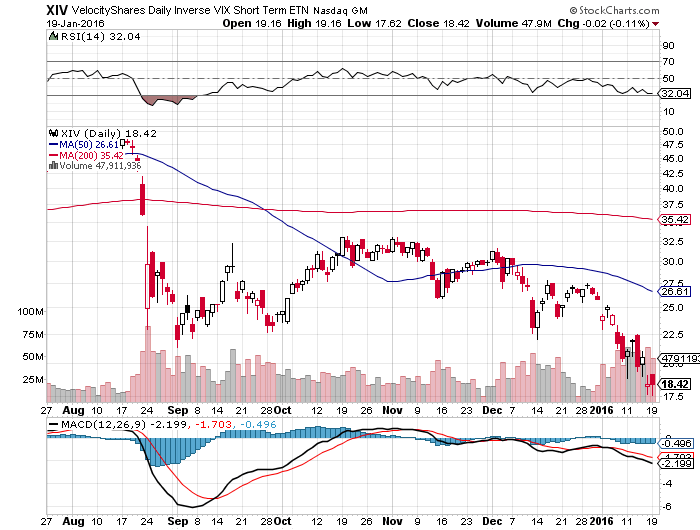 XIV VelocityShares Daily Inverse VIX Short Term ETN Nasdaq GM © StockCharts.com
19-Jan-2016 Open 19.16 High 19.16 Low 17.62 Close 18.42 Volume 47.9M Chg -0.02 (-0.11%)
RSI(14) 32.04
90
70
50
32.04
10
XIV (Daily) 18.42
MA(50) 26.61
MA(200) 35.42
Volume 47,911,936
50.0
47.5
45.0
42.5
40.0
37.5
35.42
32.5
30.0
27.5
26.61
25.0
22.5
4791193
18.42
17.5
100M
75M
50M
25M
27 Aug 10 17 24 Sep 8 14 21 28 Oct 12 19 26 Nov 9 16 23 Dec 7 14 21 28 2016 11 19
MACD(12,26,9) -2.199, -1.703, -0.496
-0.496
-1.703
-2.199
-4
-6
27 Aug 10 17 24 Sep 8 14 21 28 Oct 12 19 26 Nov 9 16 23 Dec 7 14 21 28 2016 11 19